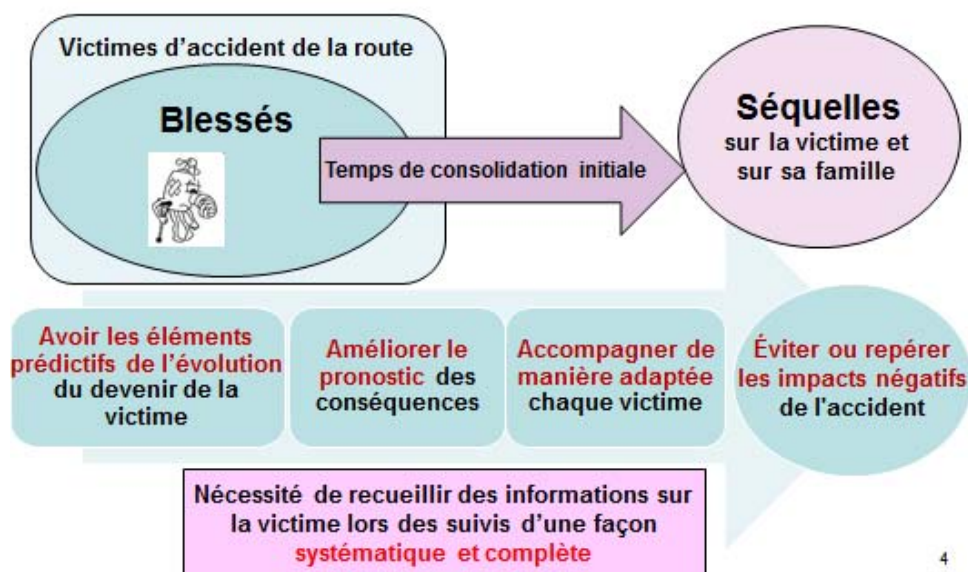 Victimes d'accident de la route
Blessés
Temps de consolidation initiale
Séquelles
sur la victime et
sur sa famille
Avoir les éléments
prédictifs de l'évolution
du devenir de la
victime
Améliorer le
pronostic des
conséquences
Accompagner de
manière adaptée
chaque victime
Éviter ou repérer
les impacts négatifs
de l'accident
Nécessité de recueillir des informations sur
la victime lors des suivis d'une façon
systématique et complète
4